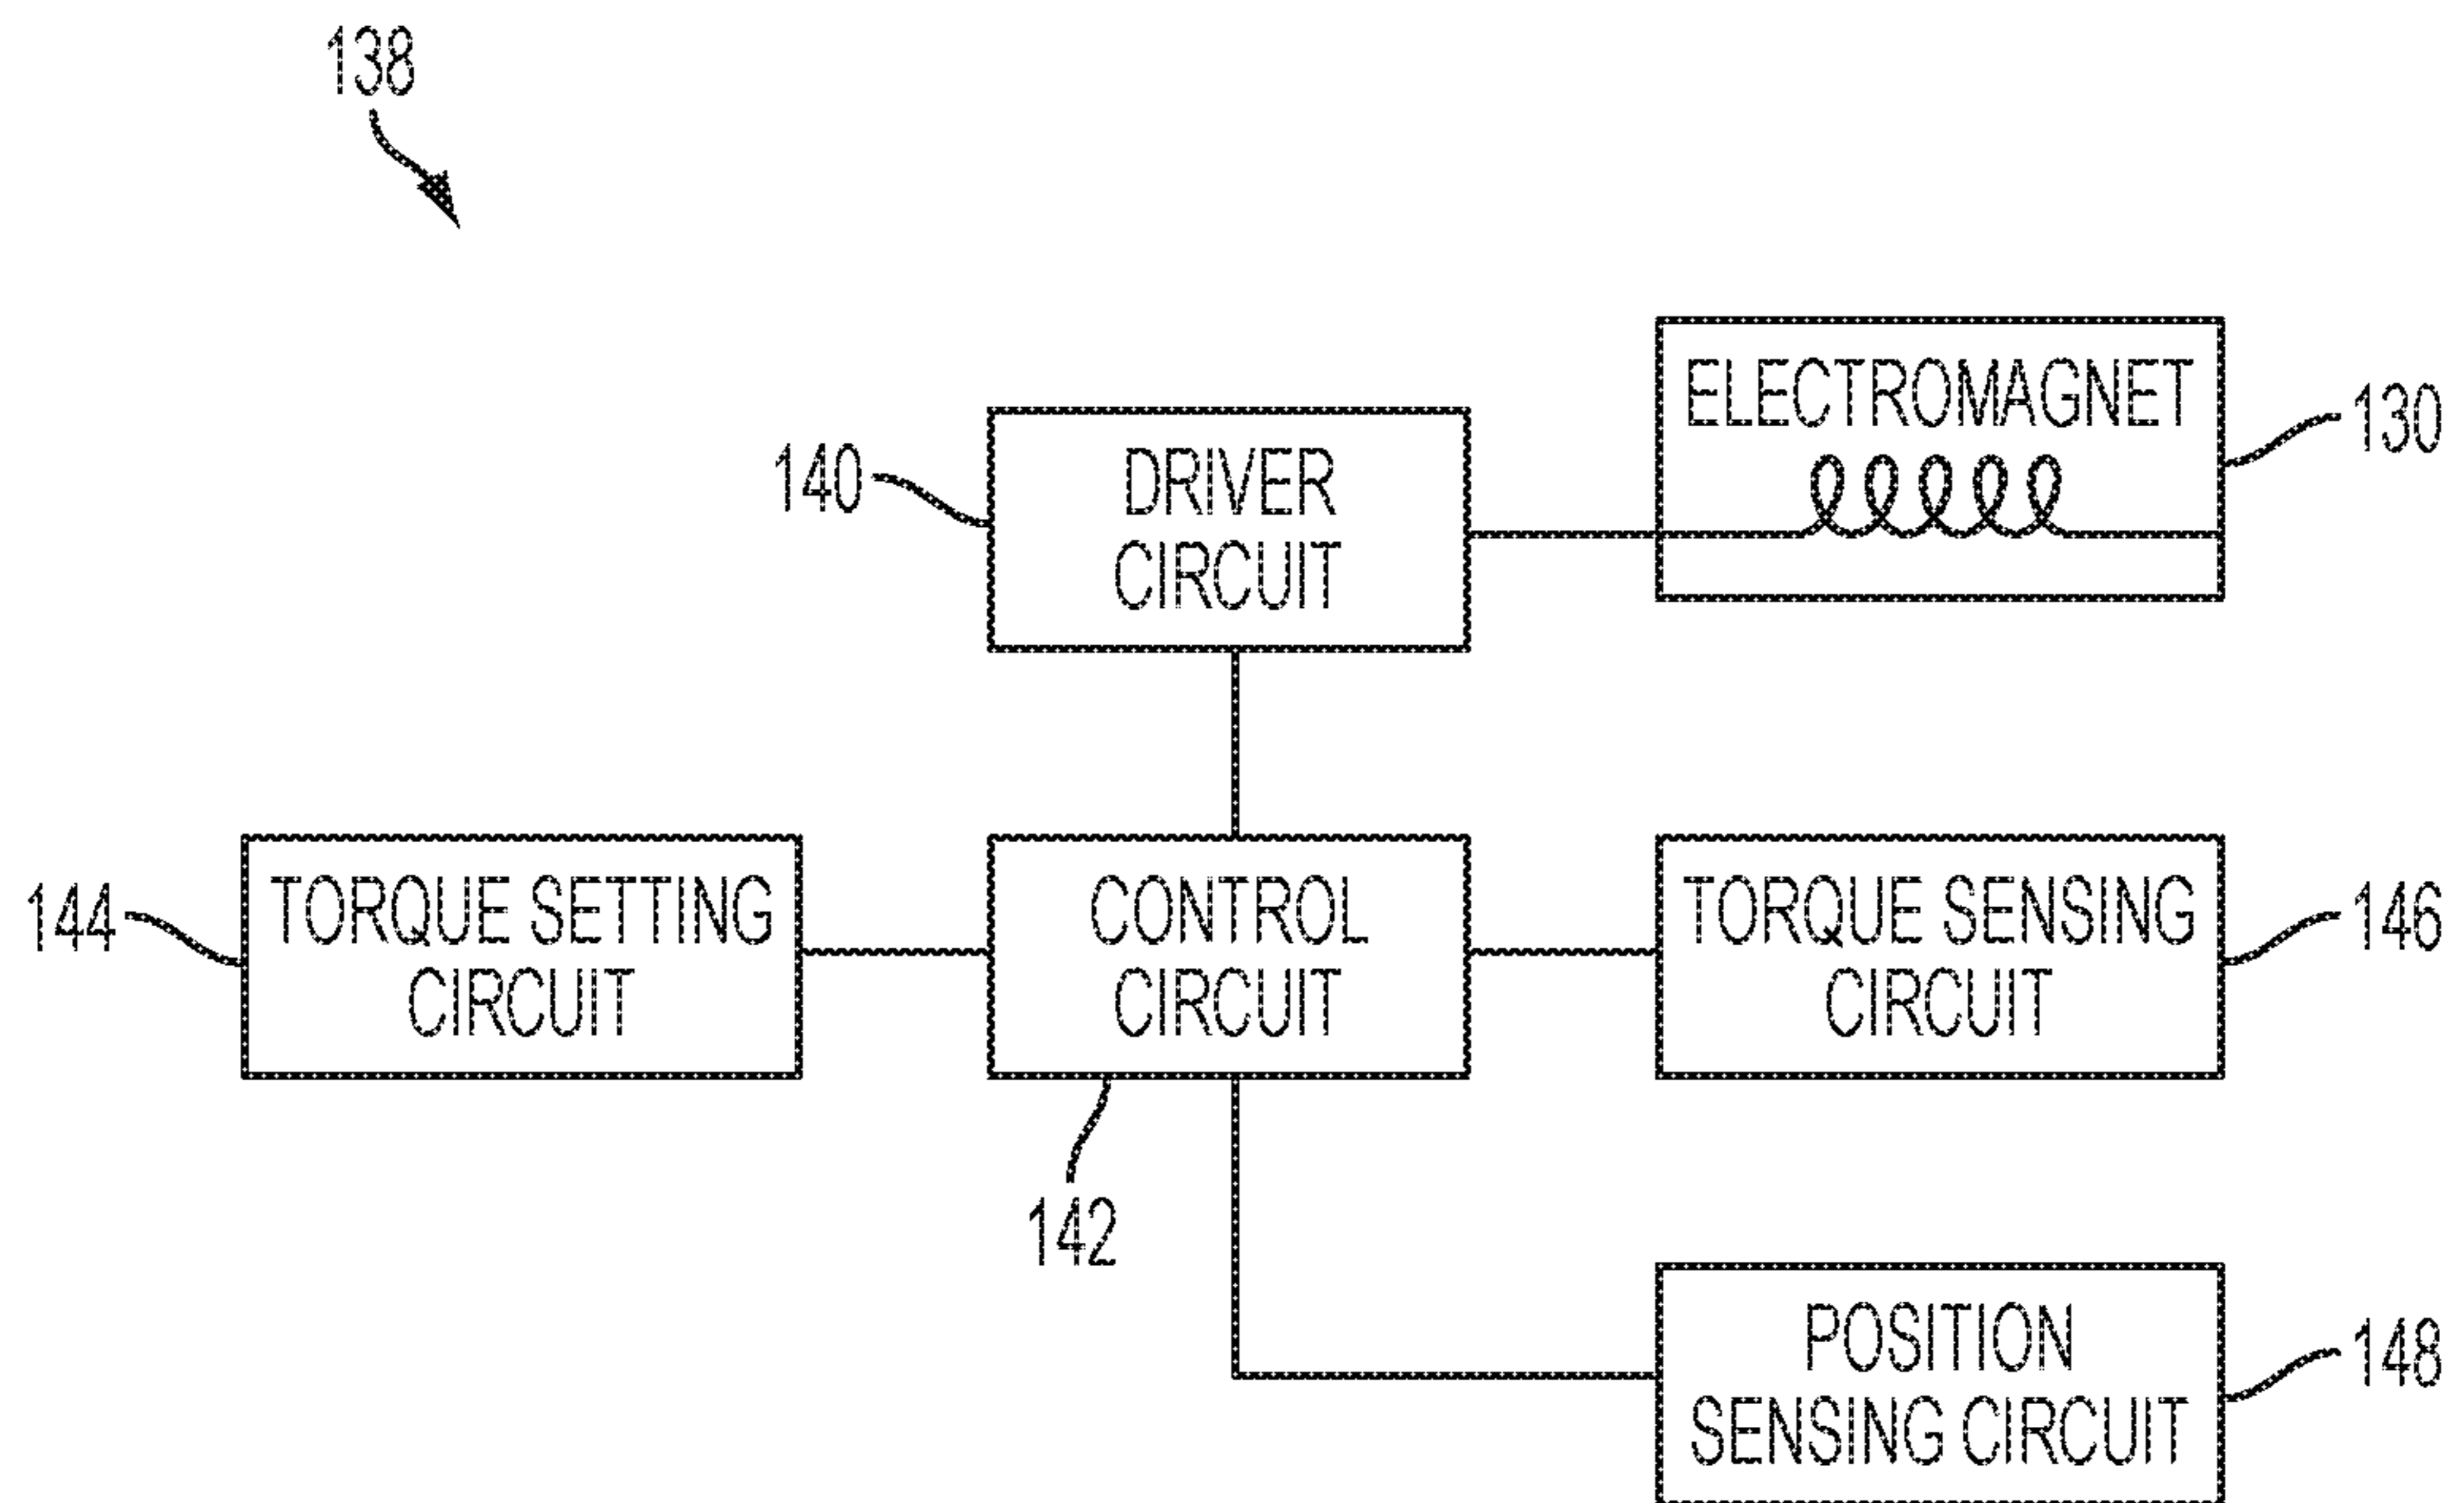 138
ELECTROMAGNET
130
140
DRIVER
CIRCUIT
144
TORQUE SETTING
CIRCUIT
CONTROL
CIRCUIT
TORQUE SENSING
CIRCUIT
146
142
POSITION
SENSING CIRCUIT
148